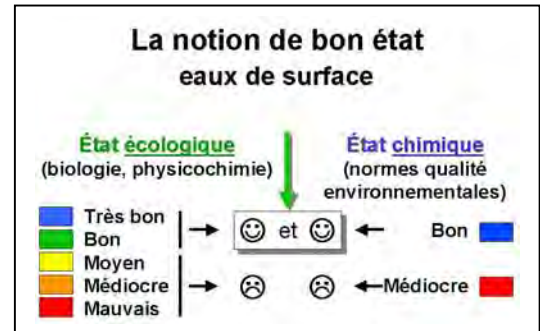 La notion de bon état
eaux de surface
État écologique
(biologie, physicochimie)
État chimique
(normes qualité
environnementales)
Très bon
Bon
Moyen
Médiocre
Mauvais
et
Bon
Médiocre